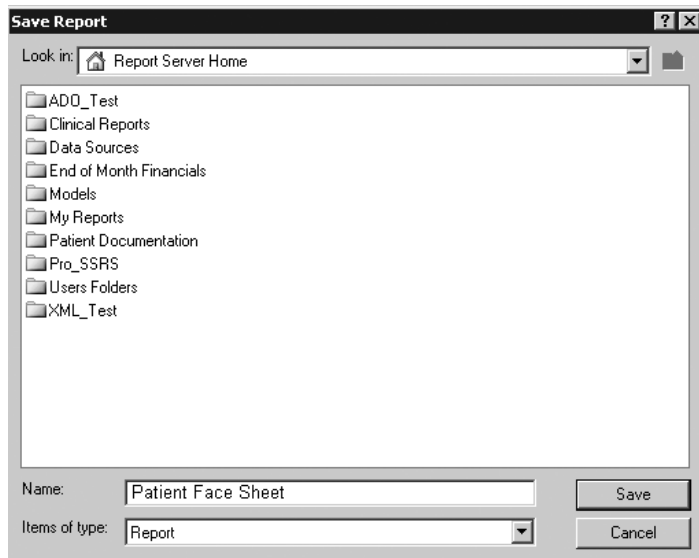 Save Report
Look in: Report Server Home
ADO_Test
Clinical Reports
Data Sources
End of Month Financials
Models
My Reports
Patient Documentation
Pro_SSRS
Users Folders
XML_Test
Name: Patient Face Sheet Save
Items of type: Report Cancel